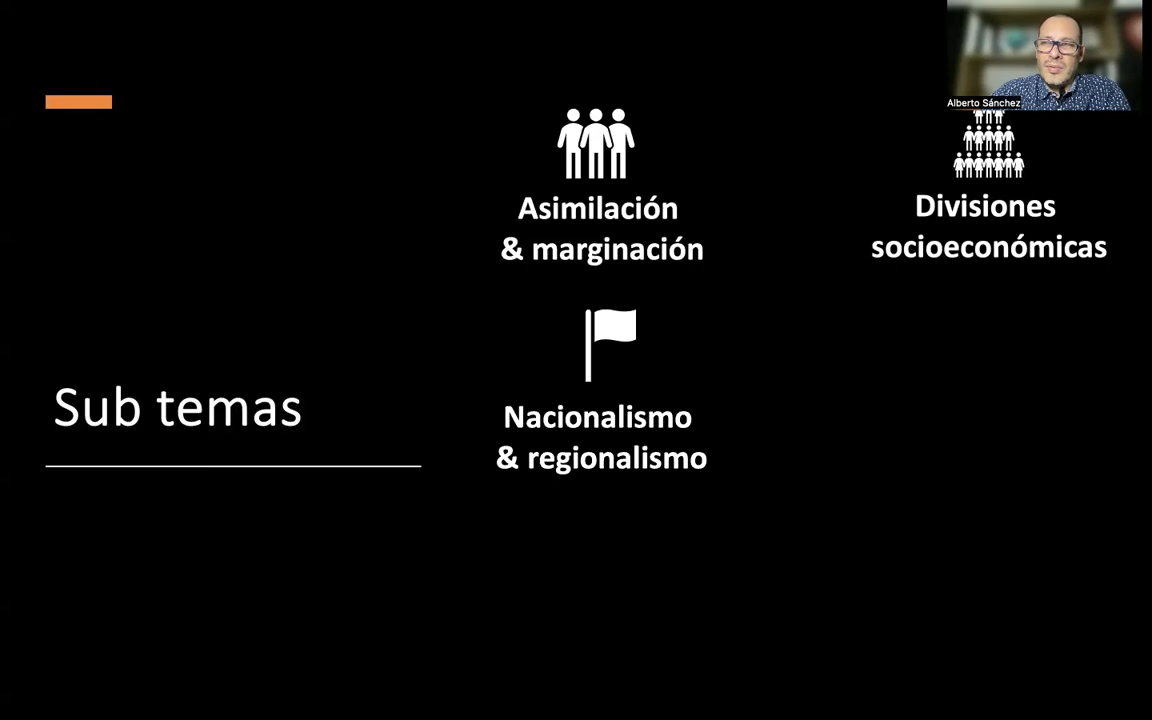 Alberto Sánchez
Asimilación
& marginación
Divisiones
socioeconómicas
Sub temas
Nacionalismo
& regionalismo